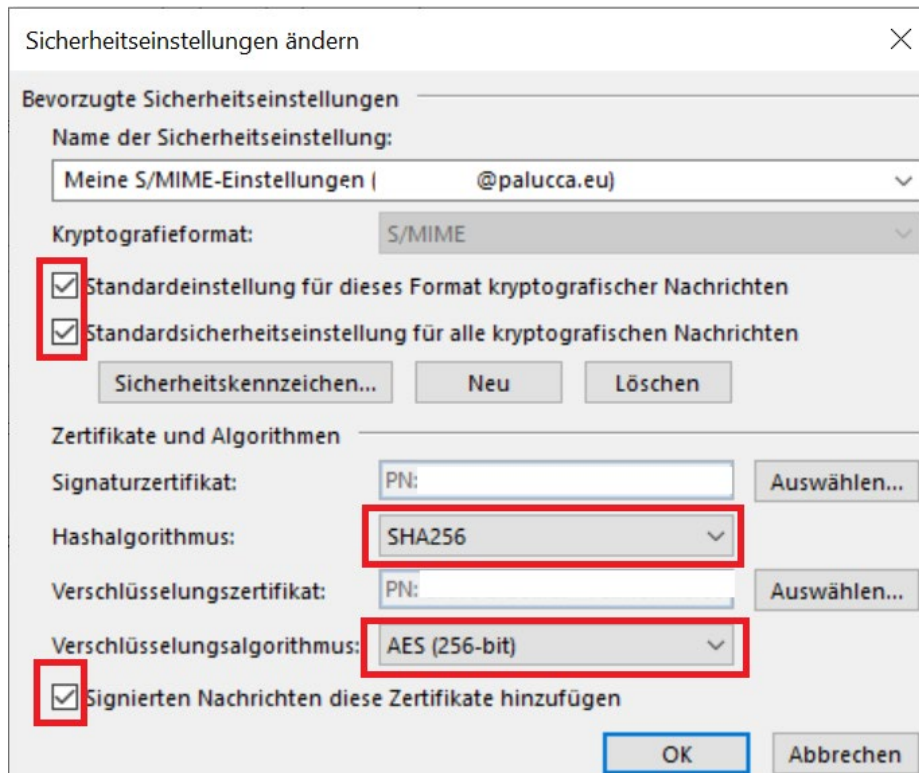 Sicherheitseinstellungen ändern
Bevorzugte Sicherheitseinstellungen
Name der Sicherheitseinstellung:
Meine S/MIME-Einstellungen ( @palucca.eu)
Kryptografieformat: S/MIME
Standardeinstellung für dieses Format kryptografischer Nachrichten
Standardsicherheitseinstellung für alle kryptografischen Nachrichten
Sicherheitskennzeichen... Neu Löschen
Zertifikate und Algorithmen
Signaturzertifikat: PN: Auswählen...
Hashalgorithmus: SHA256
Verschlüsselungszertifikat: PN: Auswählen...
Verschlüsselungsalgorithmus: AES (256-bit)
Signierten Nachrichten diese Zertifikate hinzufügen
OK Abbrechen